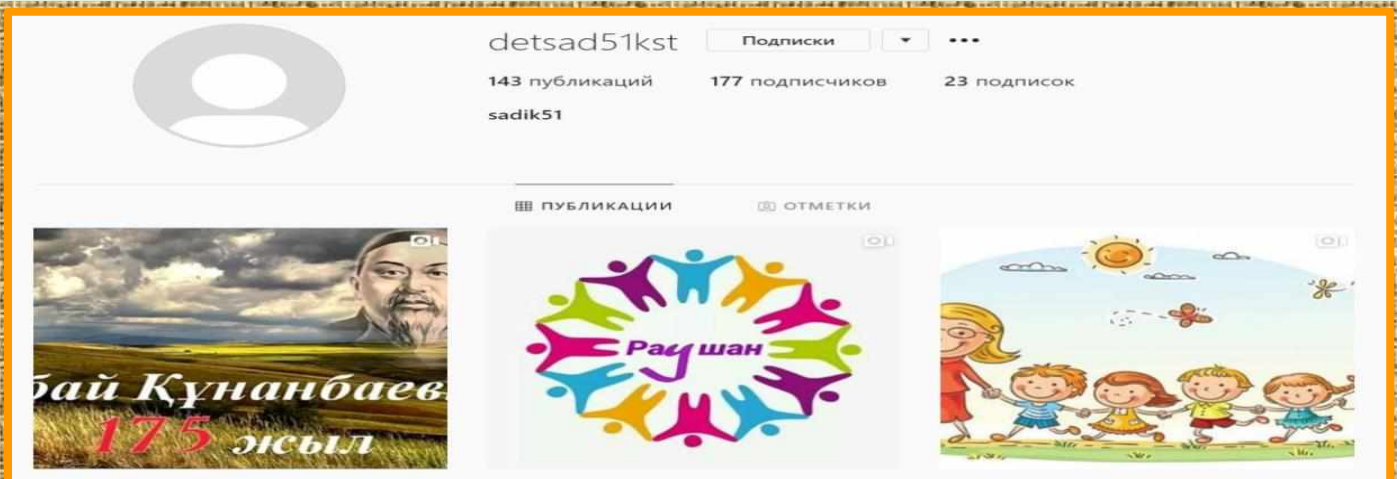 detsad51kst Подписки
143 публикаций 177 подписчиков 23 подписок
sadik51
ПУБЛИКАЦИИ ОТМЕТКИ
бай Құнанбаев
175 жыл
Раушан